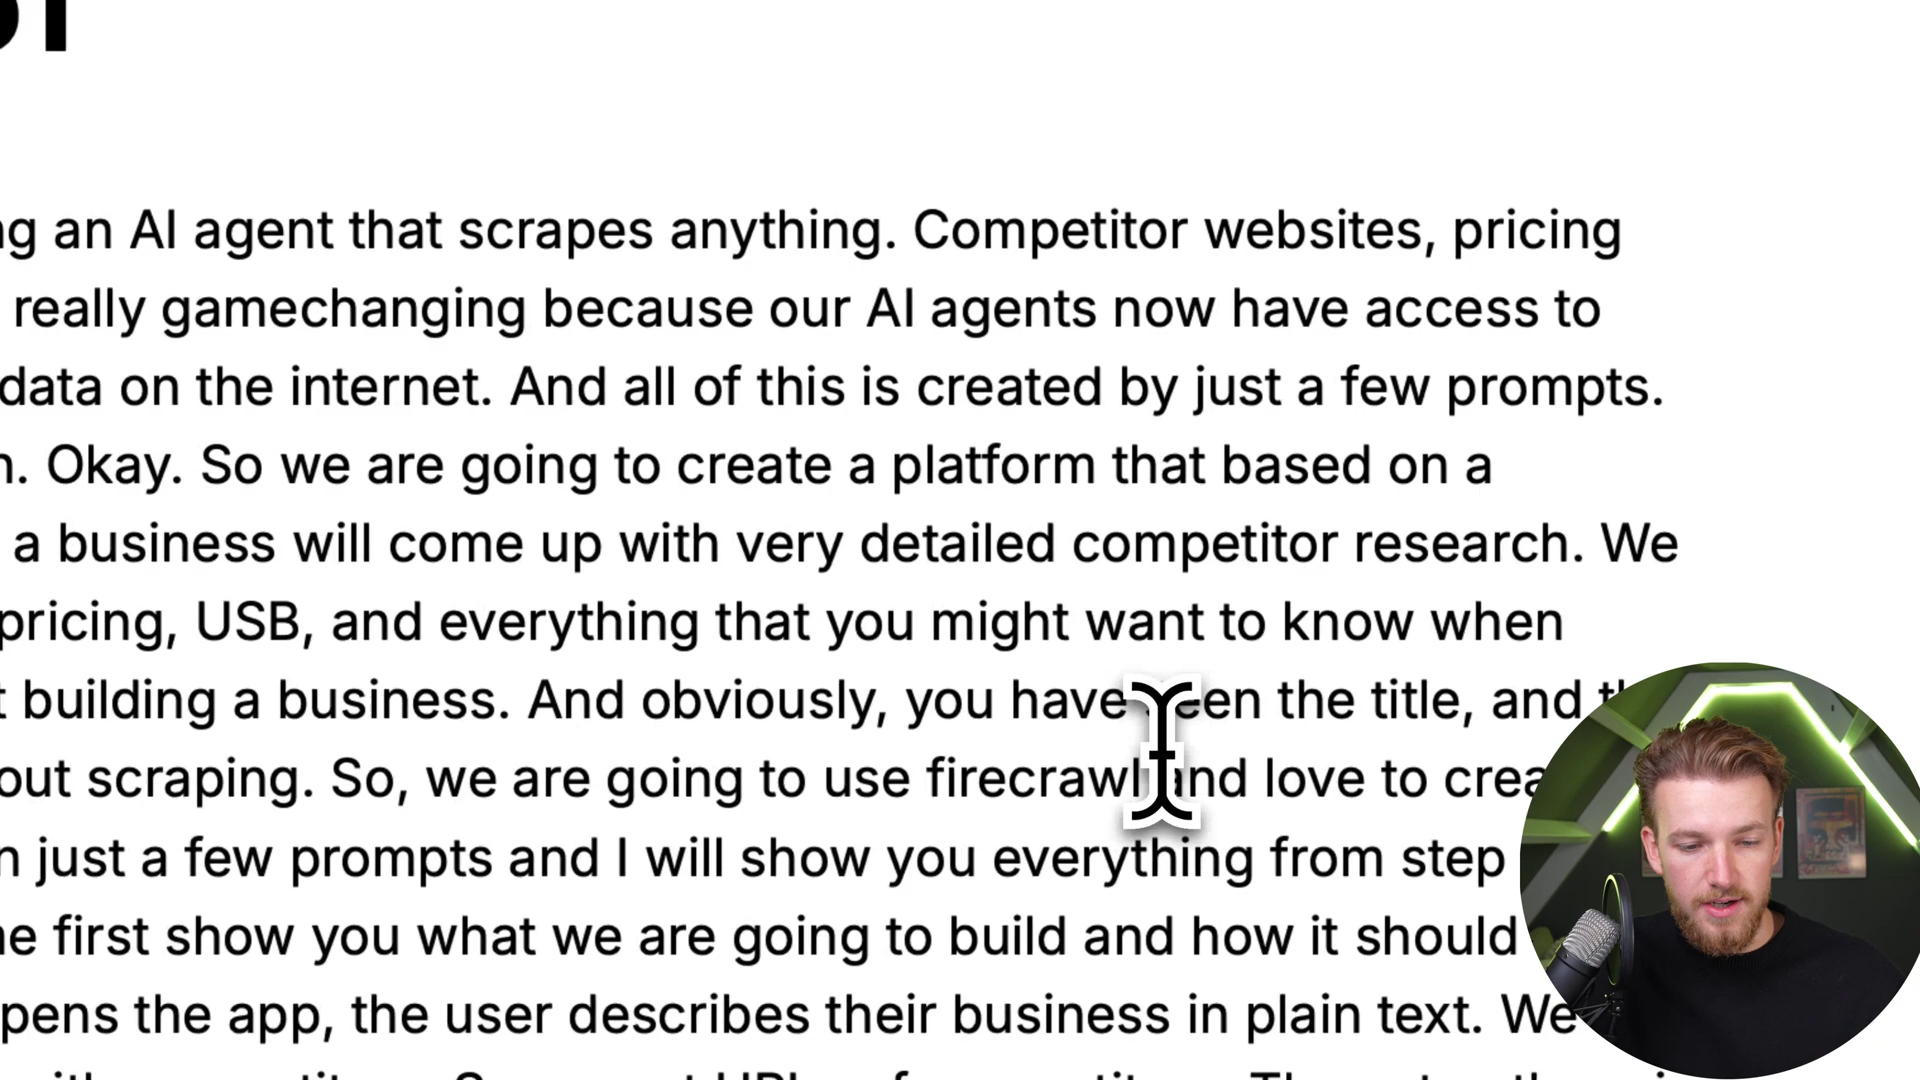 an AI agent that scrapes anything. Competitor websites, pricing
really gamechanging because our AI agents now have access to
data on the internet. And all of this is created by just a few prompts.
Okay. So we are going to create a platform that based on a
a business will come up with very detailed competitor research. We
pricing, USB, and everything that you might want to know when
building a business. And obviously, you have seen the title, and
scraping. So, we are going to use firecrawl and love to
just a few prompts and I will show you everything from step
first show you what we are going to build and how it should
the app, the user describes their business in plain text. We